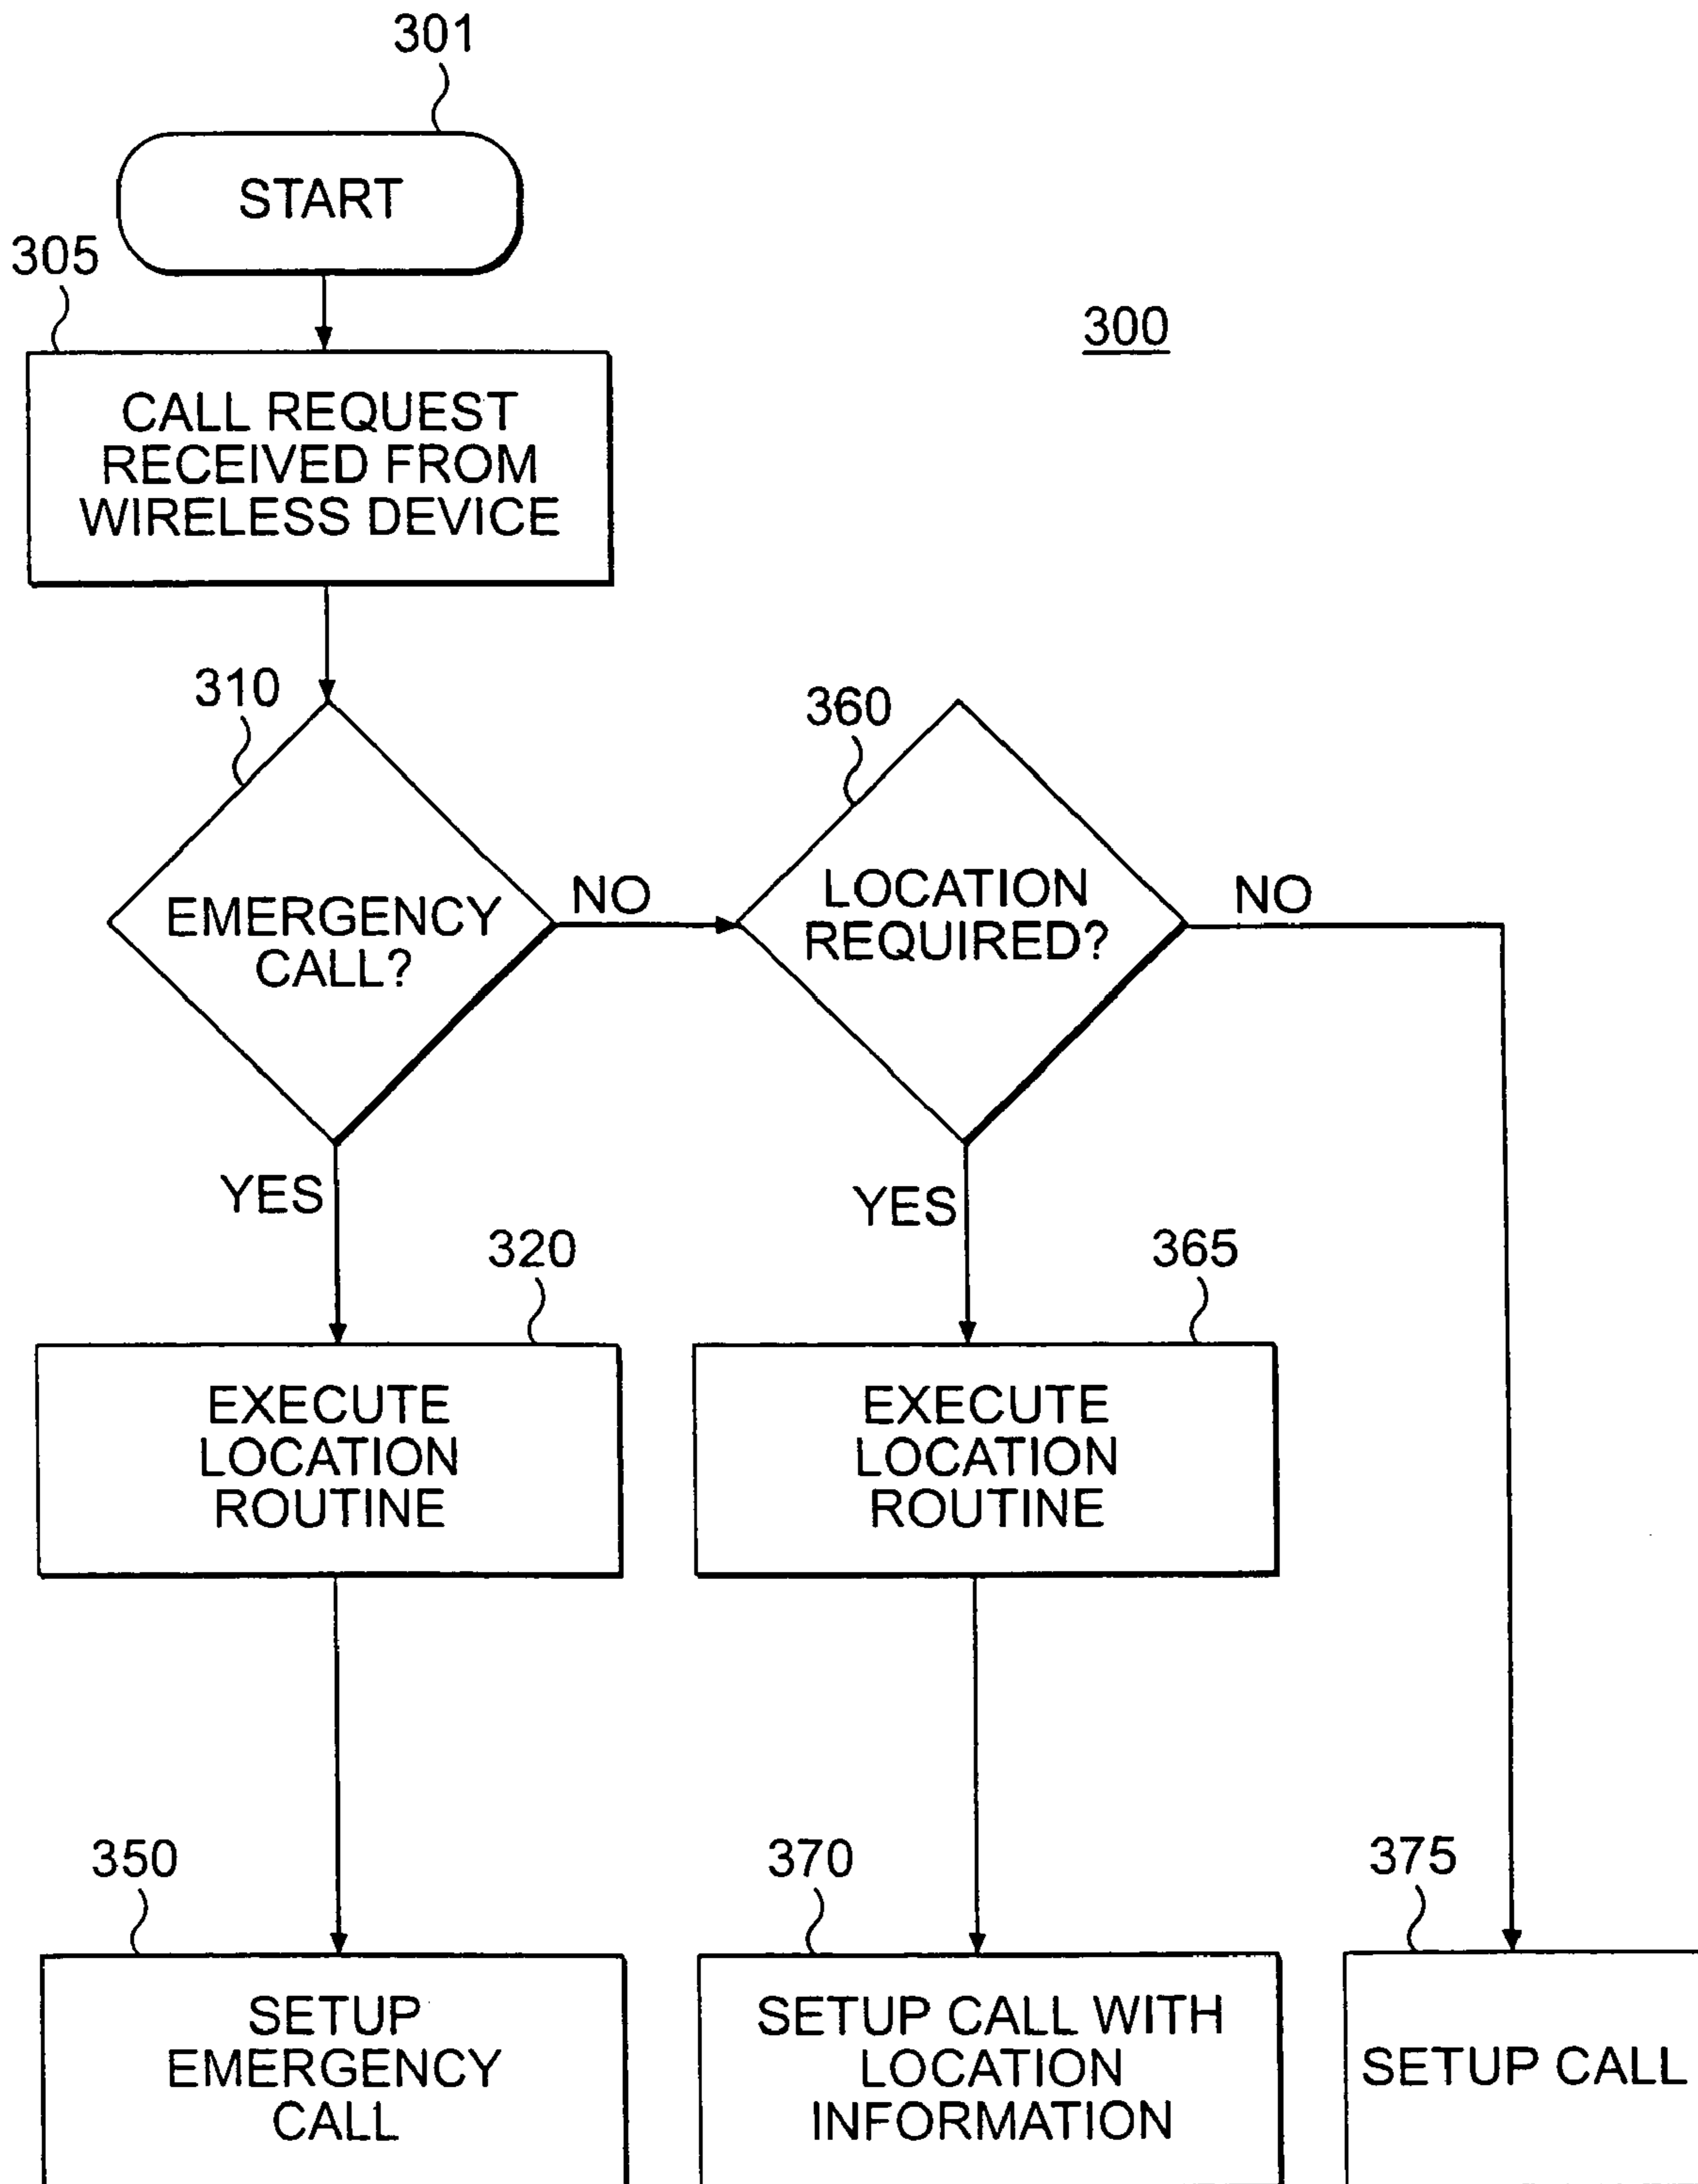 301
START
305
300
CALL REQUEST
RECEIVED FROM
WIRELESS DEVICE
310
360
EMERGENCY
CALL?
NO
LOCATION
REQUIRED?
NO
YES
YES
320
365
EXECUTE
LOCATION
ROUTINE
EXECUTE
LOCATION
ROUTINE
350
370
375
SETUP
EMERGENCY
CALL
SETUP CALL WITH
LOCATION
INFORMATION
SETUP CALL